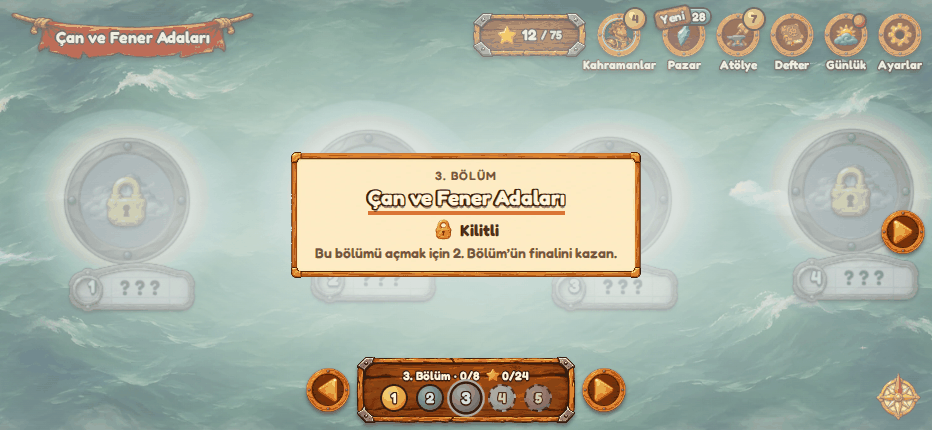 Çan ve Fener Adaları
12 / 75
4
Yeni 28
7
Kahramanlar
Pazar
Atölye
Defter
Günlük
Ayarlar
3. BÖLÜM
Çan ve Fener Adaları
Kilitli
Bu bölümü açmak için 2. Bölüm'ün finalini kazan.
1 ???
2 ???
3 ???
4 ???
3. Bölüm · 0/8 0/24
1 2 3 4 5